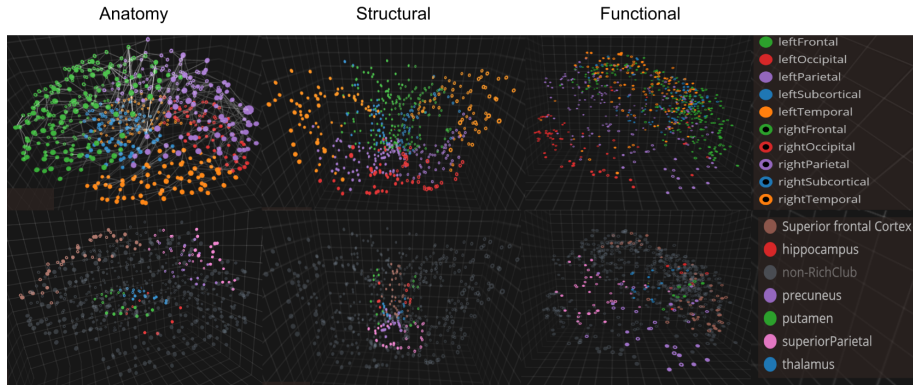 Anatomy Structural Functional
leftFrontal
leftOccipital
leftParietal
leftSubcortical
leftTemporal
rightFrontal
rightOccipital
rightParietal
rightSubcortical
rightTemporal
Superior frontal Cortex
hippocampus
non-RichClub
precuneus
putamen
superiorParietal
thalamus